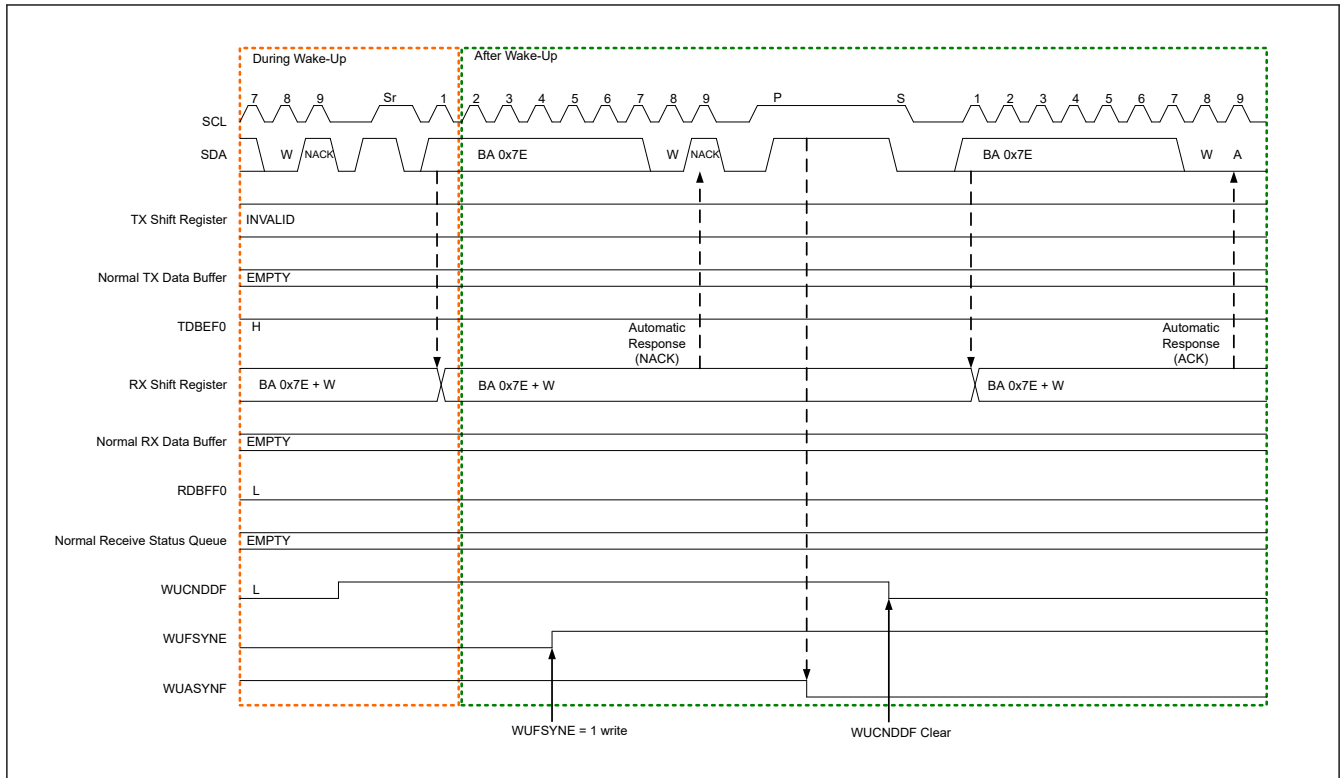 During Wake-Up
After Wake-Up
SCL 7 8 9 Sr 1 2 3 4 5 6 7 8 9 P S 1 2 3 4 5 6 7 8 9
SDA W NACK BA 0x7E W NACK BA 0x7E W A
TX Shift Register INVALID
Normal TX Data Buffer EMPTY
TDBEF0 H
Automatic
Response
(NACK)
Automatic
Response
(ACK)
RX Shift Register BA 0x7E + W BA 0x7E + W BA 0x7E + W
Normal RX Data Buffer EMPTY
RDBFF0 L
Normal Receive Status Queue EMPTY
WUCNDDF L
WUFSYNE
WUASYNF
WUFSYNE = 1 write
WUCNDDF Clear